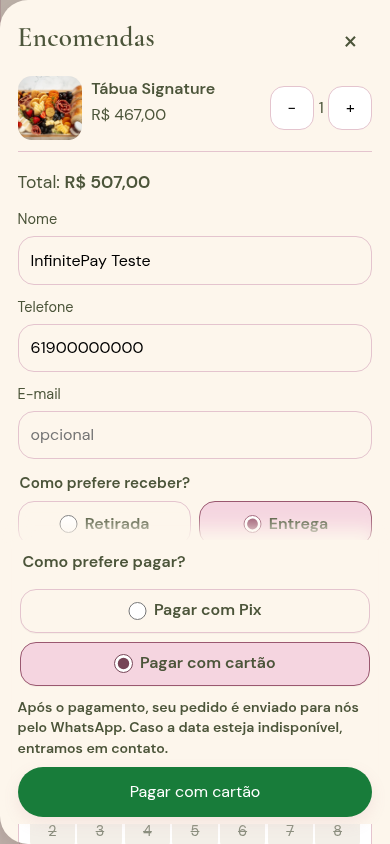 Encomendas
×
Tábua Signature
R$ 467,00
− 1 +
Total: R$ 507,00
Nome
InfinitePay Teste
Telefone
61900000000
E-mail
opcional
Como prefere receber?
Retirada Entrega
Como prefere pagar?
Pagar com Pix
Pagar com cartão
Após o pagamento, seu pedido é enviado para nós
pelo WhatsApp. Caso a data esteja indisponível,
entramos em contato.
Pagar com cartão
2 3 4 5 6 7 8